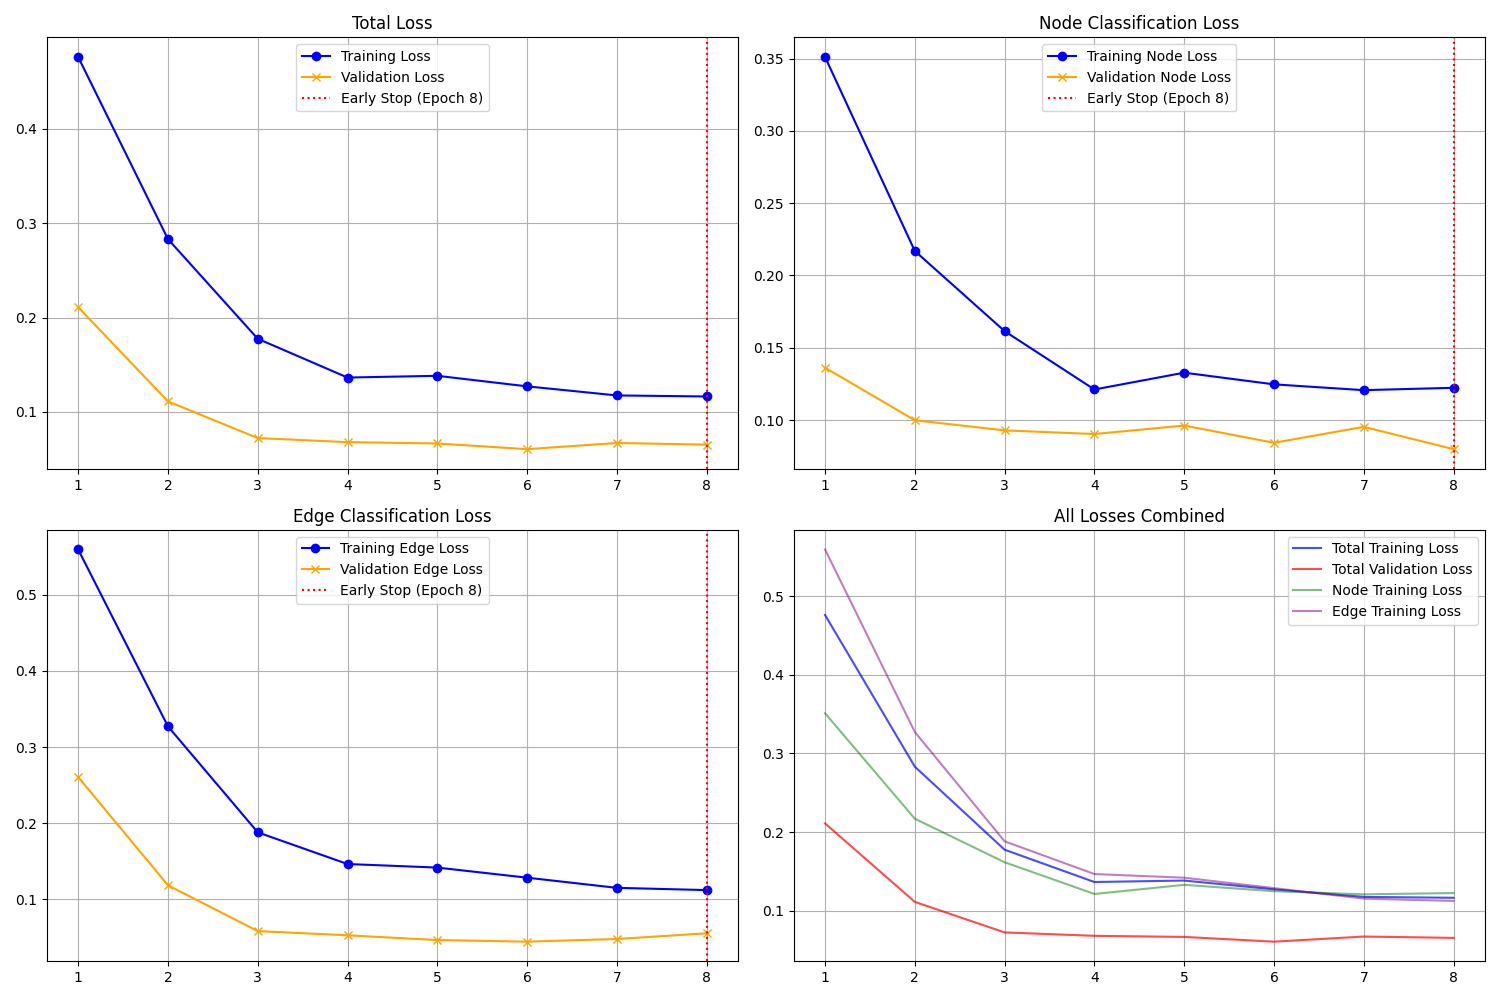 Total Loss
Training Loss
Validation Loss
Early Stop (Epoch 8)
0.4
0.3
0.2
0.1
1 2 3 4 5 6 7 8
Node Classification Loss
Training Node Loss
Validation Node Loss
Early Stop (Epoch 8)
0.35
0.30
0.25
0.20
0.15
0.10
1 2 3 4 5 6 7 8
Edge Classification Loss
Training Edge Loss
Validation Edge Loss
Early Stop (Epoch 8)
0.5
0.4
0.3
0.2
0.1
1 2 3 4 5 6 7 8
All Losses Combined
Total Training Loss
Total Validation Loss
Node Training Loss
Edge Training Loss
0.5
0.4
0.3
0.2
0.1
1 2 3 4 5 6 7 8